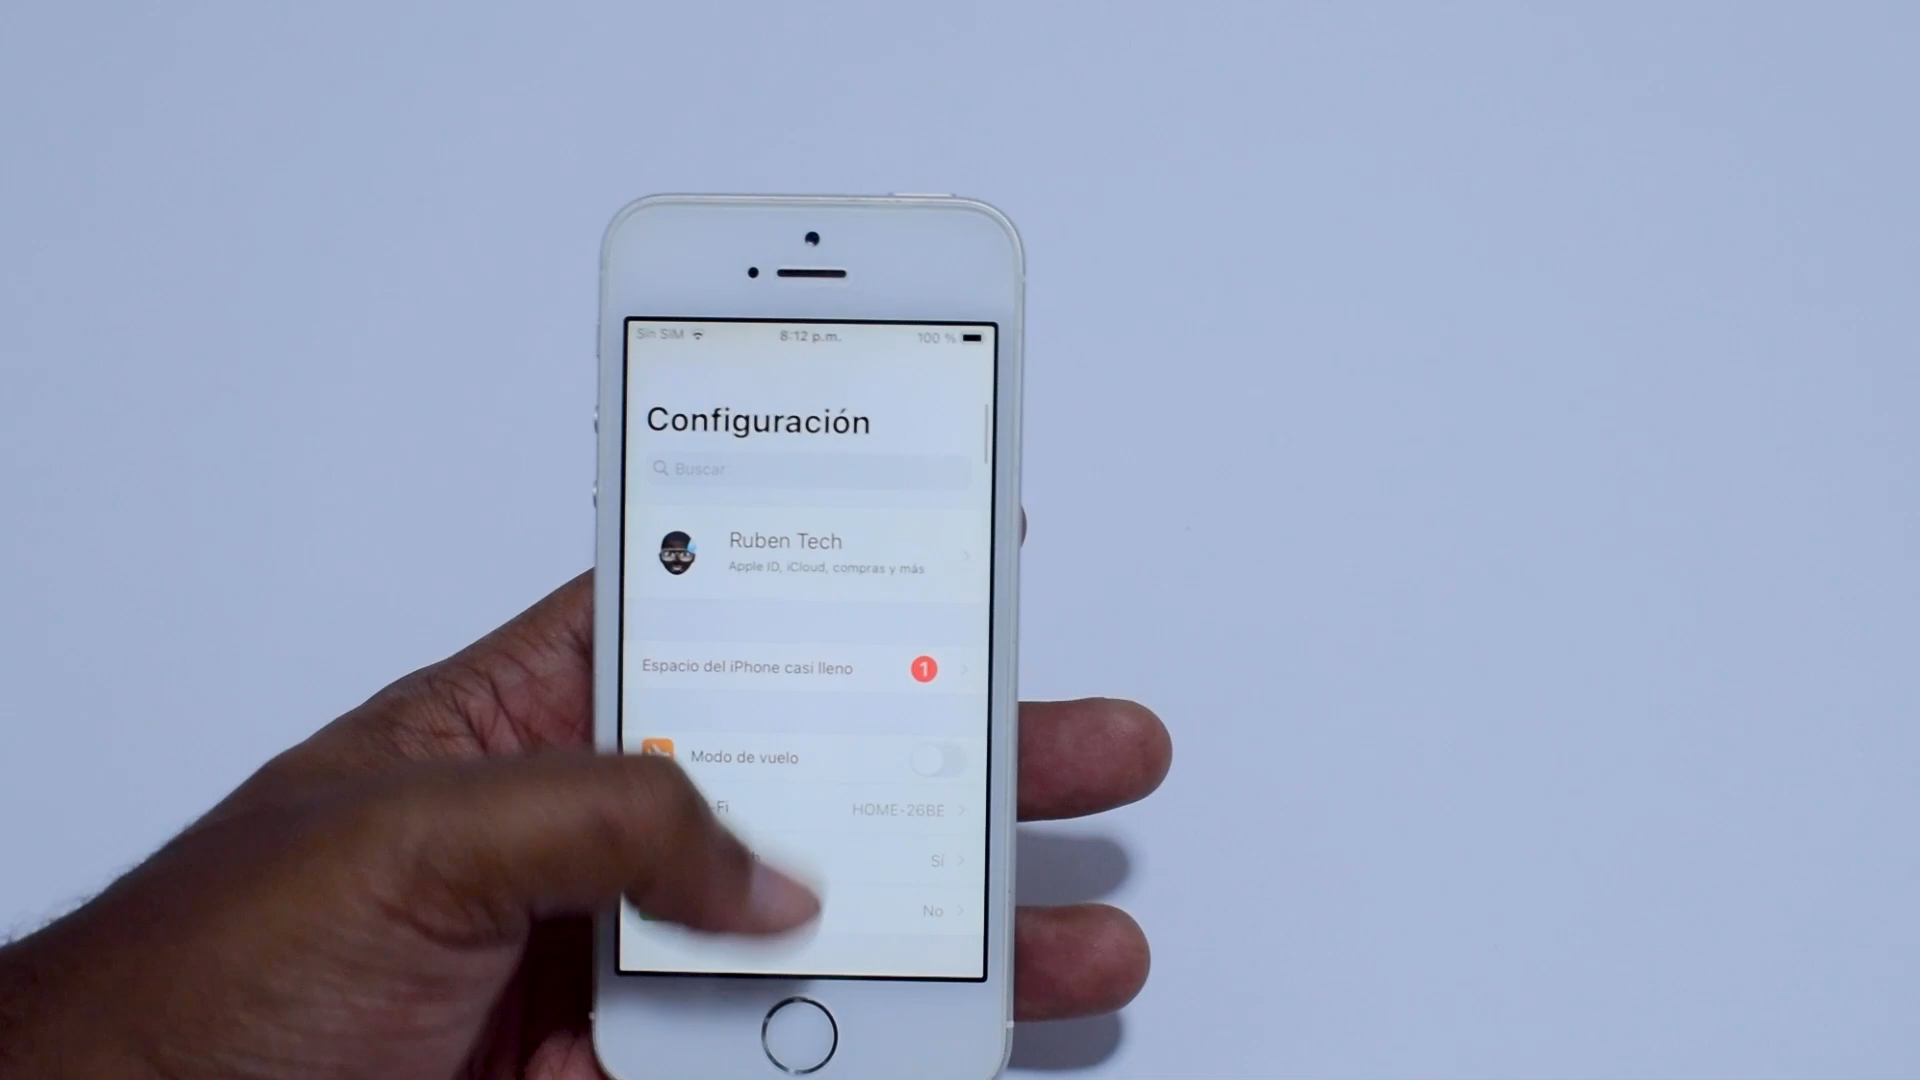 Sin SIM 8:12 p.m. 100 %
Configuración
Buscar
Ruben Tech
Apple ID, iCloud, compras y más
Espacio del iPhone casi lleno 1
Modo de vuelo
-Fi HOME-26BE
Sí
No